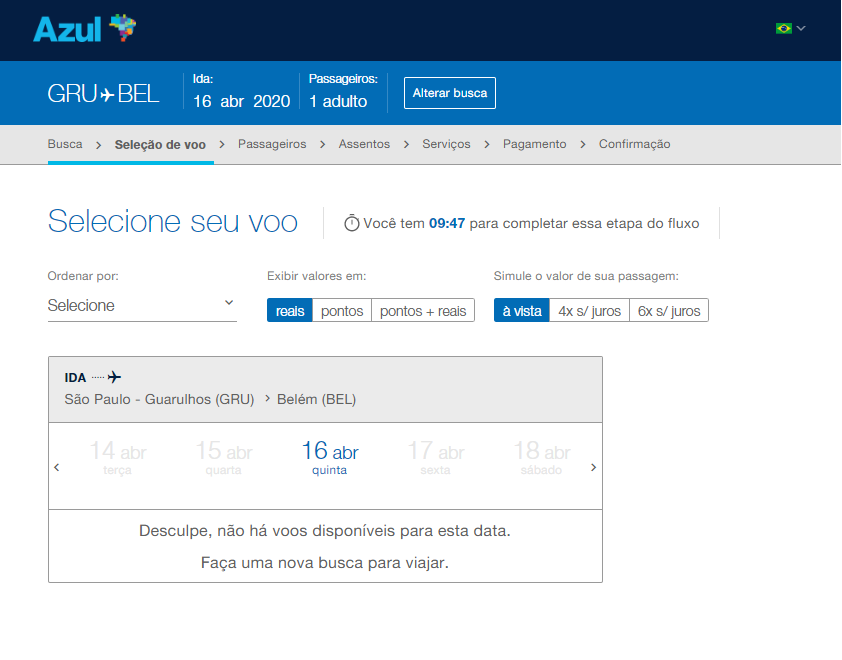 Azul
GRU BEL
Ida:
16 abr 2020
Passageiros:
1 adulto
Alterar busca
Busca > Seleção de voo > Passageiros > Assentos > Serviços > Pagamento > Confirmação
Selecione seu voo
Você tem 09:47 para completar essa etapa do fluxo
Ordenar por:
Selecione
Exibir valores em:
reais pontos pontos + reais
Simule o valor de sua passagem:
à vista 4x s/ juros 6x s/ juros
IDA
São Paulo - Guarulhos (GRU) > Belém (BEL)
14 abr
terça
15 abr
quarta
16 abr
quinta
17 abr
sexta
18 abr
sábado
Desculpe, não há voos disponíveis para esta data.
Faça uma nova busca para viajar.